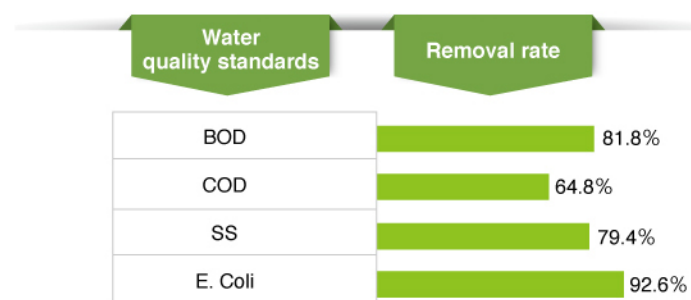 Water
quality standards
Removal rate
BOD 81.8%
COD 64.8%
SS 79.4%
E. Coli 92.6%